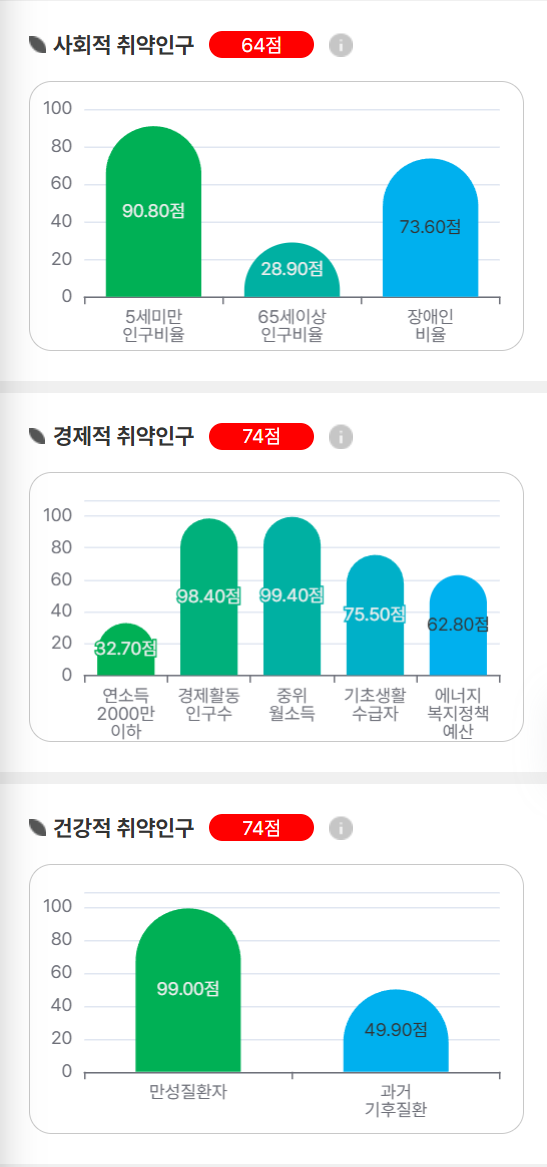 사회적 취약인구 64점
100
80
60
40
20
0
90.80점
28.90점
73.60점
5세미만
인구비율
65세이상
인구비율
장애인
비율
경제적 취약인구 74점
100
80
60
40
20
0
32.70점
98.40점
99.40점
75.50점
62.80점
연소득
2000만
이하
경제활동
인구수
중위
월소득
기초생활
수급자
에너지
복지정책
예산
건강적 취약인구 74점
100
80
60
40
20
0
99.00점
49.90점
만성질환자
과거
기후질환